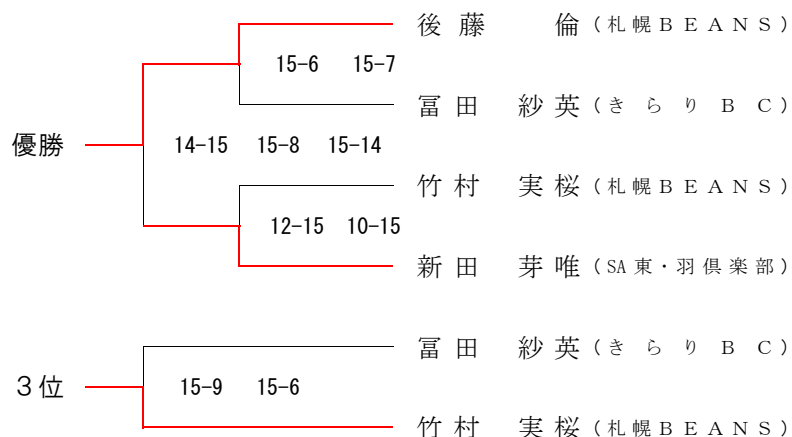 後藤　倫（札幌ＢＥＡＮＳ）
15-6　15-7
冨田　紗英（きらりＢＣ）
優勝　14-15　15-8　15-14
竹村　実桜（札幌ＢＥＡＮＳ）
12-15　10-15
新田　芽唯（SA東・羽倶楽部）
冨田　紗英（きらりＢＣ）
３位　15-9　15-6
竹村　実桜（札幌ＢＥＡＮＳ）